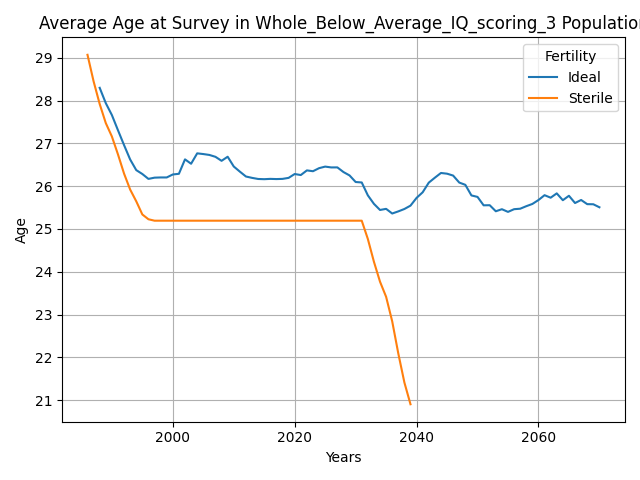 Average Age at Survey in Whole_Below_Average_IQ_scoring_3 Population
29
28
27
26
25
24
23
22
21
Age
Fertility
Ideal
Sterile
2000 2020 2040 2060
Years